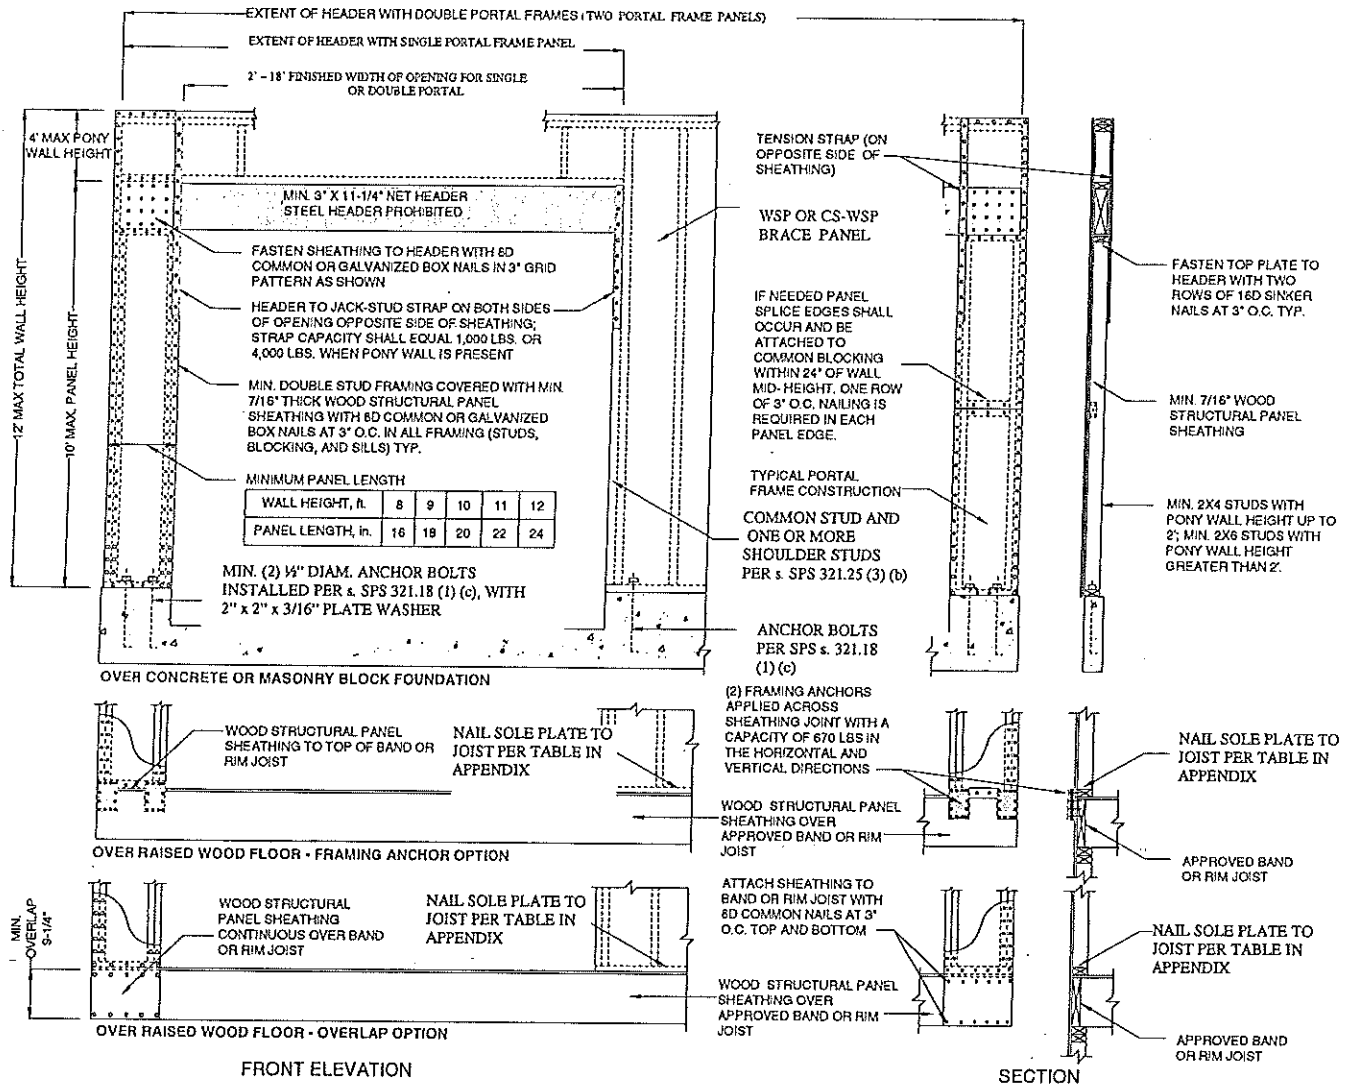 EXTENT OF HEADER WITH DOUBLE PORTAL FRAMES (TWO PORTAL FRAME PANELS)
EXTENT OF HEADER WITH SINGLE PORTAL FRAME PANEL
2' - 18' FINISHED WIDTH OF OPENING FOR SINGLE
OR DOUBLE PORTAL
4' MAX PONY
WALL HEIGHT
12' MAX TOTAL WALL HEIGHT
10' MAX. PANEL HEIGHT
MIN. 3" X 11-1/4" NET HEADER
STEEL HEADER PROHIBITED
FASTEN SHEATHING TO HEADER WITH 8D
COMMON OR GALVANIZED BOX NAILS IN 3" GRID
PATTERN AS SHOWN
HEADER TO JACK-STUD STRAP ON BOTH SIDES
OF OPENING OPPOSITE SIDE OF SHEATHING;
STRAP CAPACITY SHALL EQUAL 1,000 LBS. OR
4,000 LBS. WHEN PONY WALL IS PRESENT
MIN. DOUBLE STUD FRAMING COVERED WITH MIN.
7/16" THICK WOOD STRUCTURAL PANEL
SHEATHING WITH 8D COMMON OR GALVANIZED
BOX NAILS AT 3" O.C. IN ALL FRAMING (STUDS,
BLOCKING, AND SILLS) TYP.
MINIMUM PANEL LENGTH
WALL HEIGHT, ft. 8 9 10 11 12
PANEL LENGTH, in. 16 18 20 22 24
MIN. (2) ½" DIAM. ANCHOR BOLTS
INSTALLED PER s. SPS 321.18 (1) (c), WITH
2" x 2" x 3/16" PLATE WASHER
OVER CONCRETE OR MASONRY BLOCK FOUNDATION
TENSION STRAP (ON
OPPOSITE SIDE OF
SHEATHING)
WSP OR CS-WSP
BRACE PANEL
IF NEEDED PANEL
SPLICE EDGES SHALL
OCCUR AND BE
ATTACHED TO
COMMON BLOCKING
WITHIN 24" OF WALL
MID- HEIGHT. ONE ROW
OF 3" O.C. NAILING IS
REQUIRED IN EACH
PANEL EDGE.
TYPICAL PORTAL
FRAME CONSTRUCTION
COMMON STUD AND
ONE OR MORE
SHOULDER STUDS
PER s. SPS 321.25 (3) (b)
ANCHOR BOLTS
PER SPS s. 321.18
(1) (c)
FASTEN TOP PLATE TO
HEADER WITH TWO
ROWS OF 16D SINKER
NAILS AT 3" O.C. TYP.
MIN. 7/16" WOOD
STRUCTURAL PANEL
SHEATHING
MIN. 2X4 STUDS WITH
PONY WALL HEIGHT UP TO
2'; MIN. 2X6 STUDS WITH
PONY WALL HEIGHT
GREATER THAN 2'.
WOOD STRUCTURAL PANEL
SHEATHING TO TOP OF BAND OR
RIM JOIST
NAIL SOLE PLATE TO
JOIST PER TABLE IN
APPENDIX
(2) FRAMING ANCHORS
APPLIED ACROSS
SHEATHING JOINT WITH A
CAPACITY OF 670 LBS IN
THE HORIZONTAL AND
VERTICAL DIRECTIONS
WOOD STRUCTURAL PANEL
SHEATHING OVER
APPROVED BAND OR RIM
JOIST
NAIL SOLE PLATE TO
JOIST PER TABLE IN
APPENDIX
APPROVED BAND
OR RIM JOIST
OVER RAISED WOOD FLOOR - FRAMING ANCHOR OPTION
MIN.
OVERLAP
9-1/4"
WOOD STRUCTURAL
PANEL SHEATHING
CONTINUOUS OVER BAND
OR RIM JOIST
NAIL SOLE PLATE TO
JOIST PER TABLE IN
APPENDIX
ATTACH SHEATHING TO
BAND OR RIM JOIST WITH
8D COMMON NAILS AT 3"
O.C. TOP AND BOTTOM
WOOD STRUCTURAL PANEL
SHEATHING OVER
APPROVED BAND OR RIM
JOIST
NAIL SOLE PLATE TO
JOIST PER TABLE IN
APPENDIX
APPROVED BAND
OR RIM JOIST
OVER RAISED WOOD FLOOR - OVERLAP OPTION
FRONT ELEVATION
SECTION